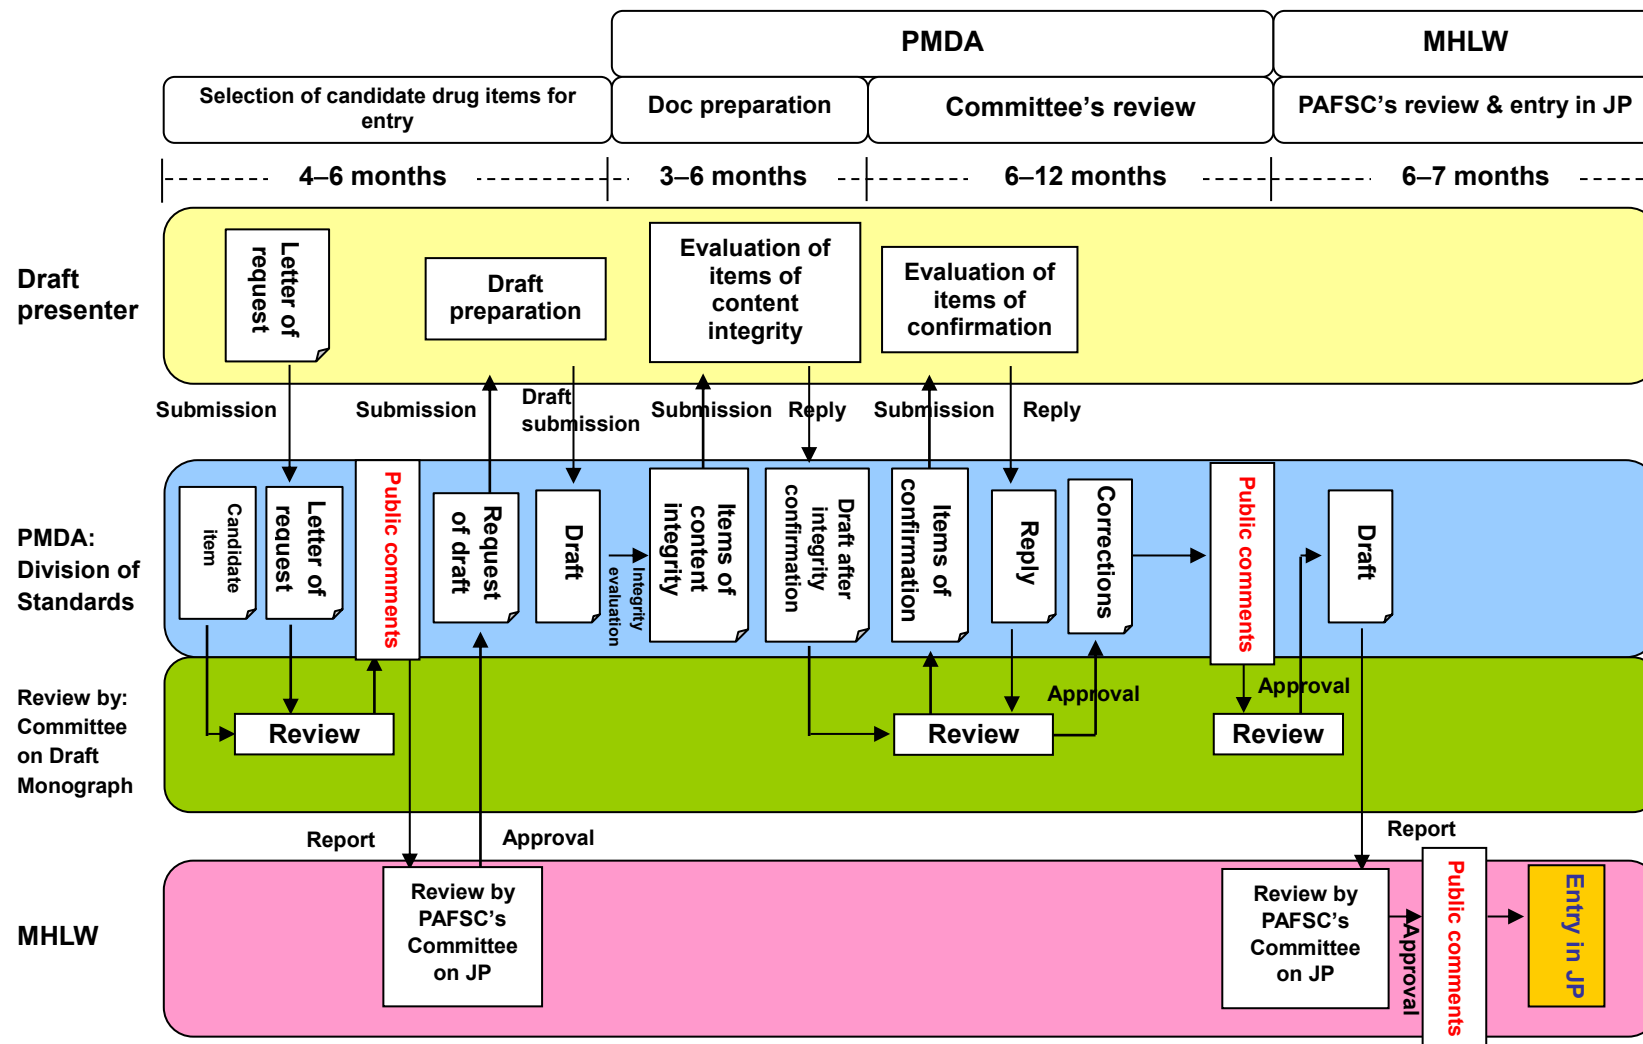 PMDA
MHLW
Selection of candidate drug items for
entry
Doc preparation
Committee's review
PAFSC's review & entry in JP
4–6 months
3–6 months
6–12 months
6–7 months
Draft
presenter
Letter of
request
Draft
preparation
Evaluation of
items of
content
integrity
Evaluation of
items of
confirmation
Submission
Submission
Draft
submission
Submission
Reply
Submission
Reply
PMDA:
Division of
Standards
Candidate
item
Letter of
request
Public comments
Request
of draft
Draft
Integrity
evaluation
Items of
content
integrity
Draft after
integrity
confirmation
Items of
confirmation
Reply
Corrections
Public comments
Draft
Review by:
Committee
on Draft
Monograph
Review
Review
Approval
Review
Approval
Report
Approval
Report
MHLW
Review by
PAFSC's
Committee
on JP
Review by
PAFSC's
Committee
on JP
Approval
Public comments
Entry in JP